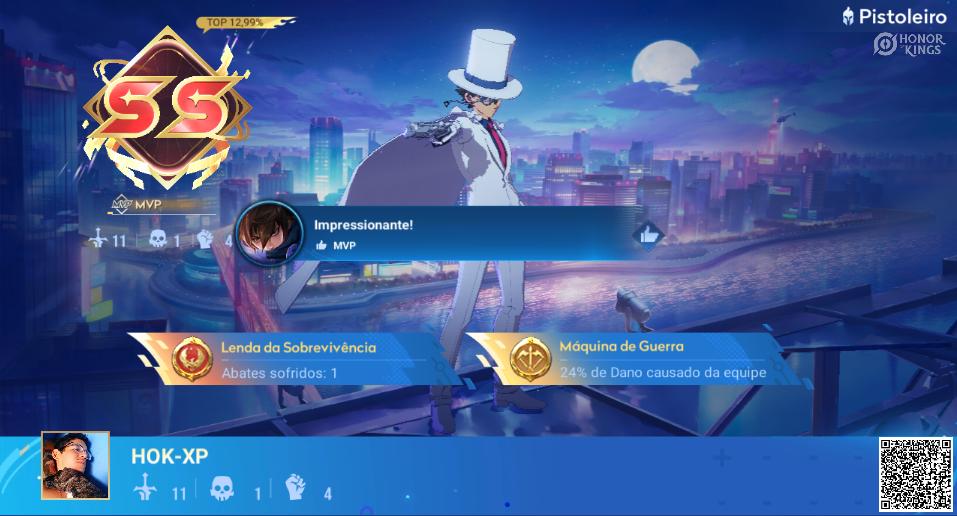 TOP 12,99%
Pistoleiro
HONOR
OF KINGS
SS
MVP
11 1 4
Impressionante!
MVP
Lenda da Sobrevivência
Abates sofridos: 1
Máquina de Guerra
24% de Dano causado da equipe
HOK-XP
11 1 4